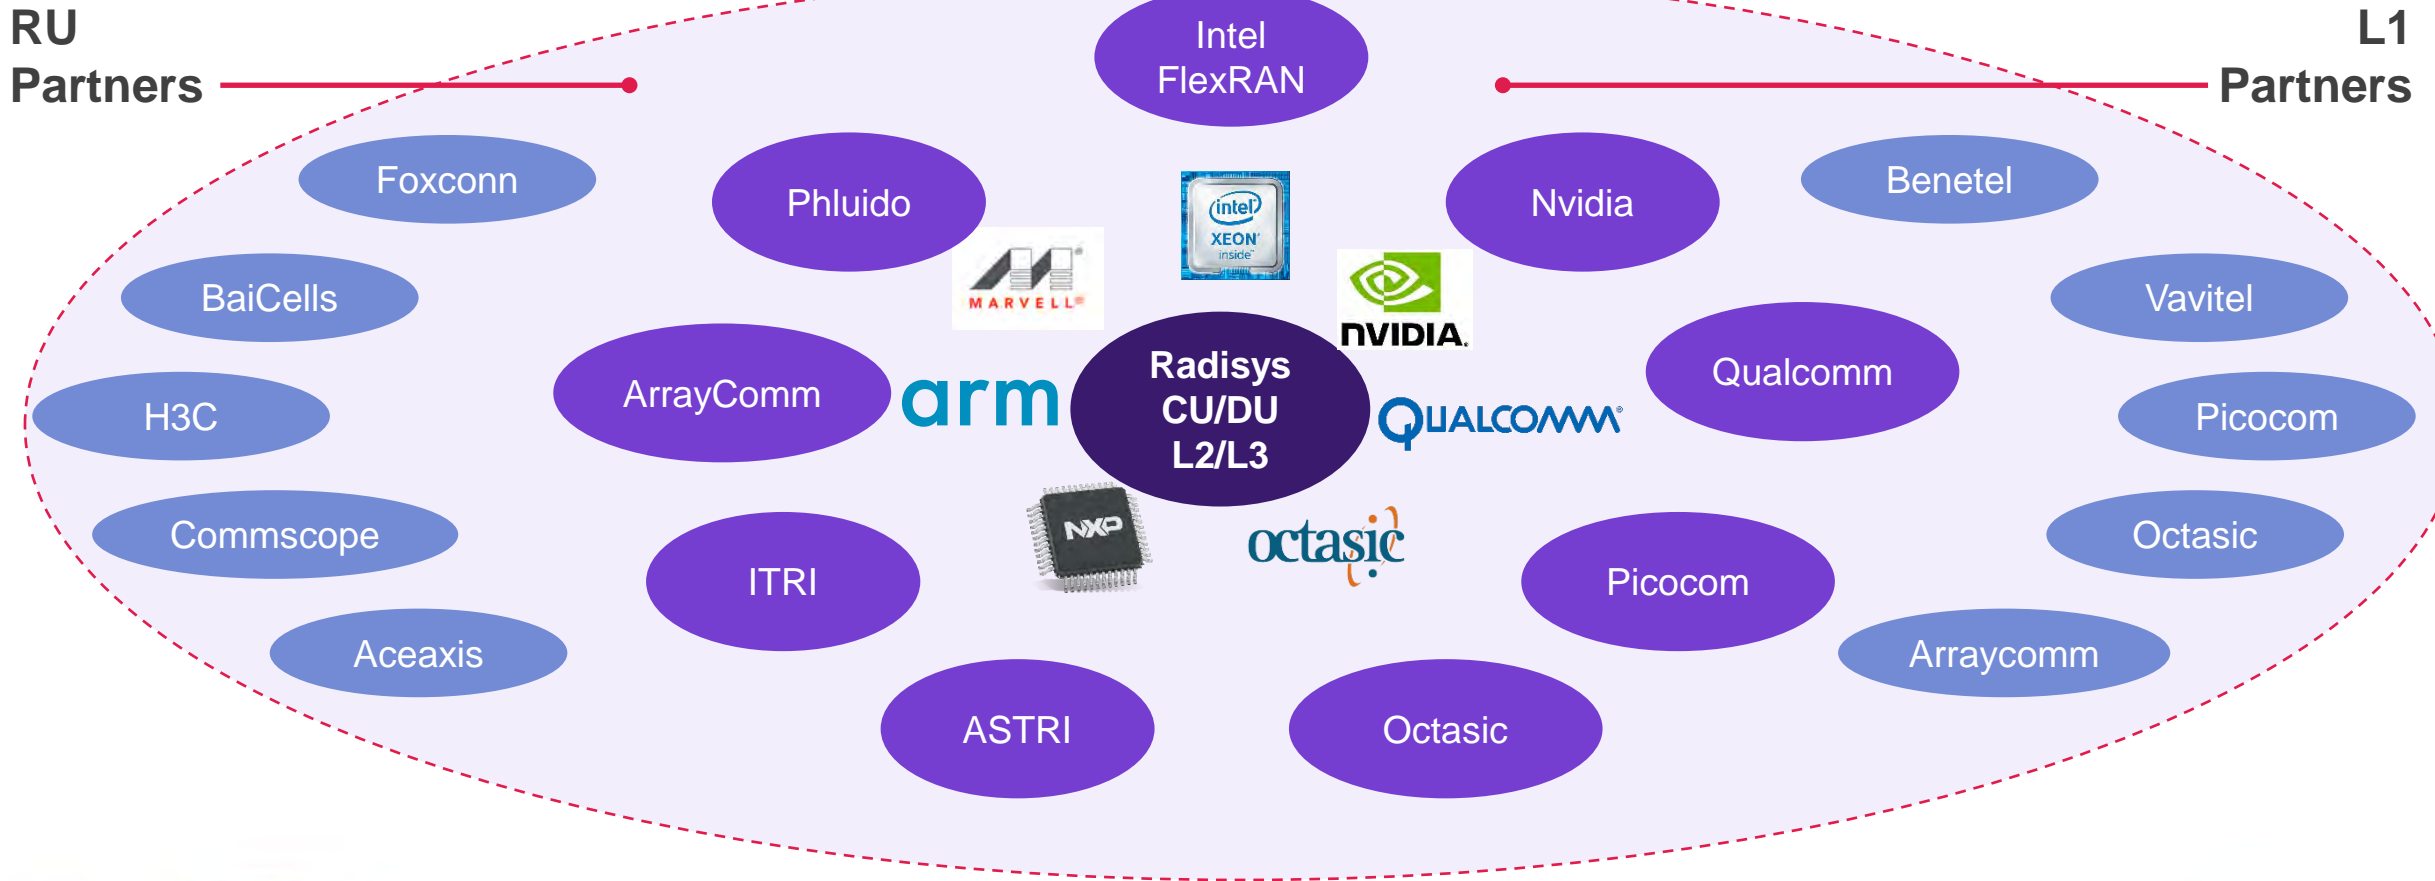 RU
Partners
L1
Partners
Intel
FlexRAN
Foxconn
Phluido
Nvidia
Benetel
intel
XEON®
inside™
BaiCells
MARVELL®
NVIDIA.
Vavitel
ArrayComm
arm
Radisys
CU/DU
L2/L3
Qualcomm
QUALCOMM®
H3C
Picocom
Commscope
NXP
octasic
Octasic
ITRI
Picocom
Aceaxis
Arraycomm
ASTRI
Octasic